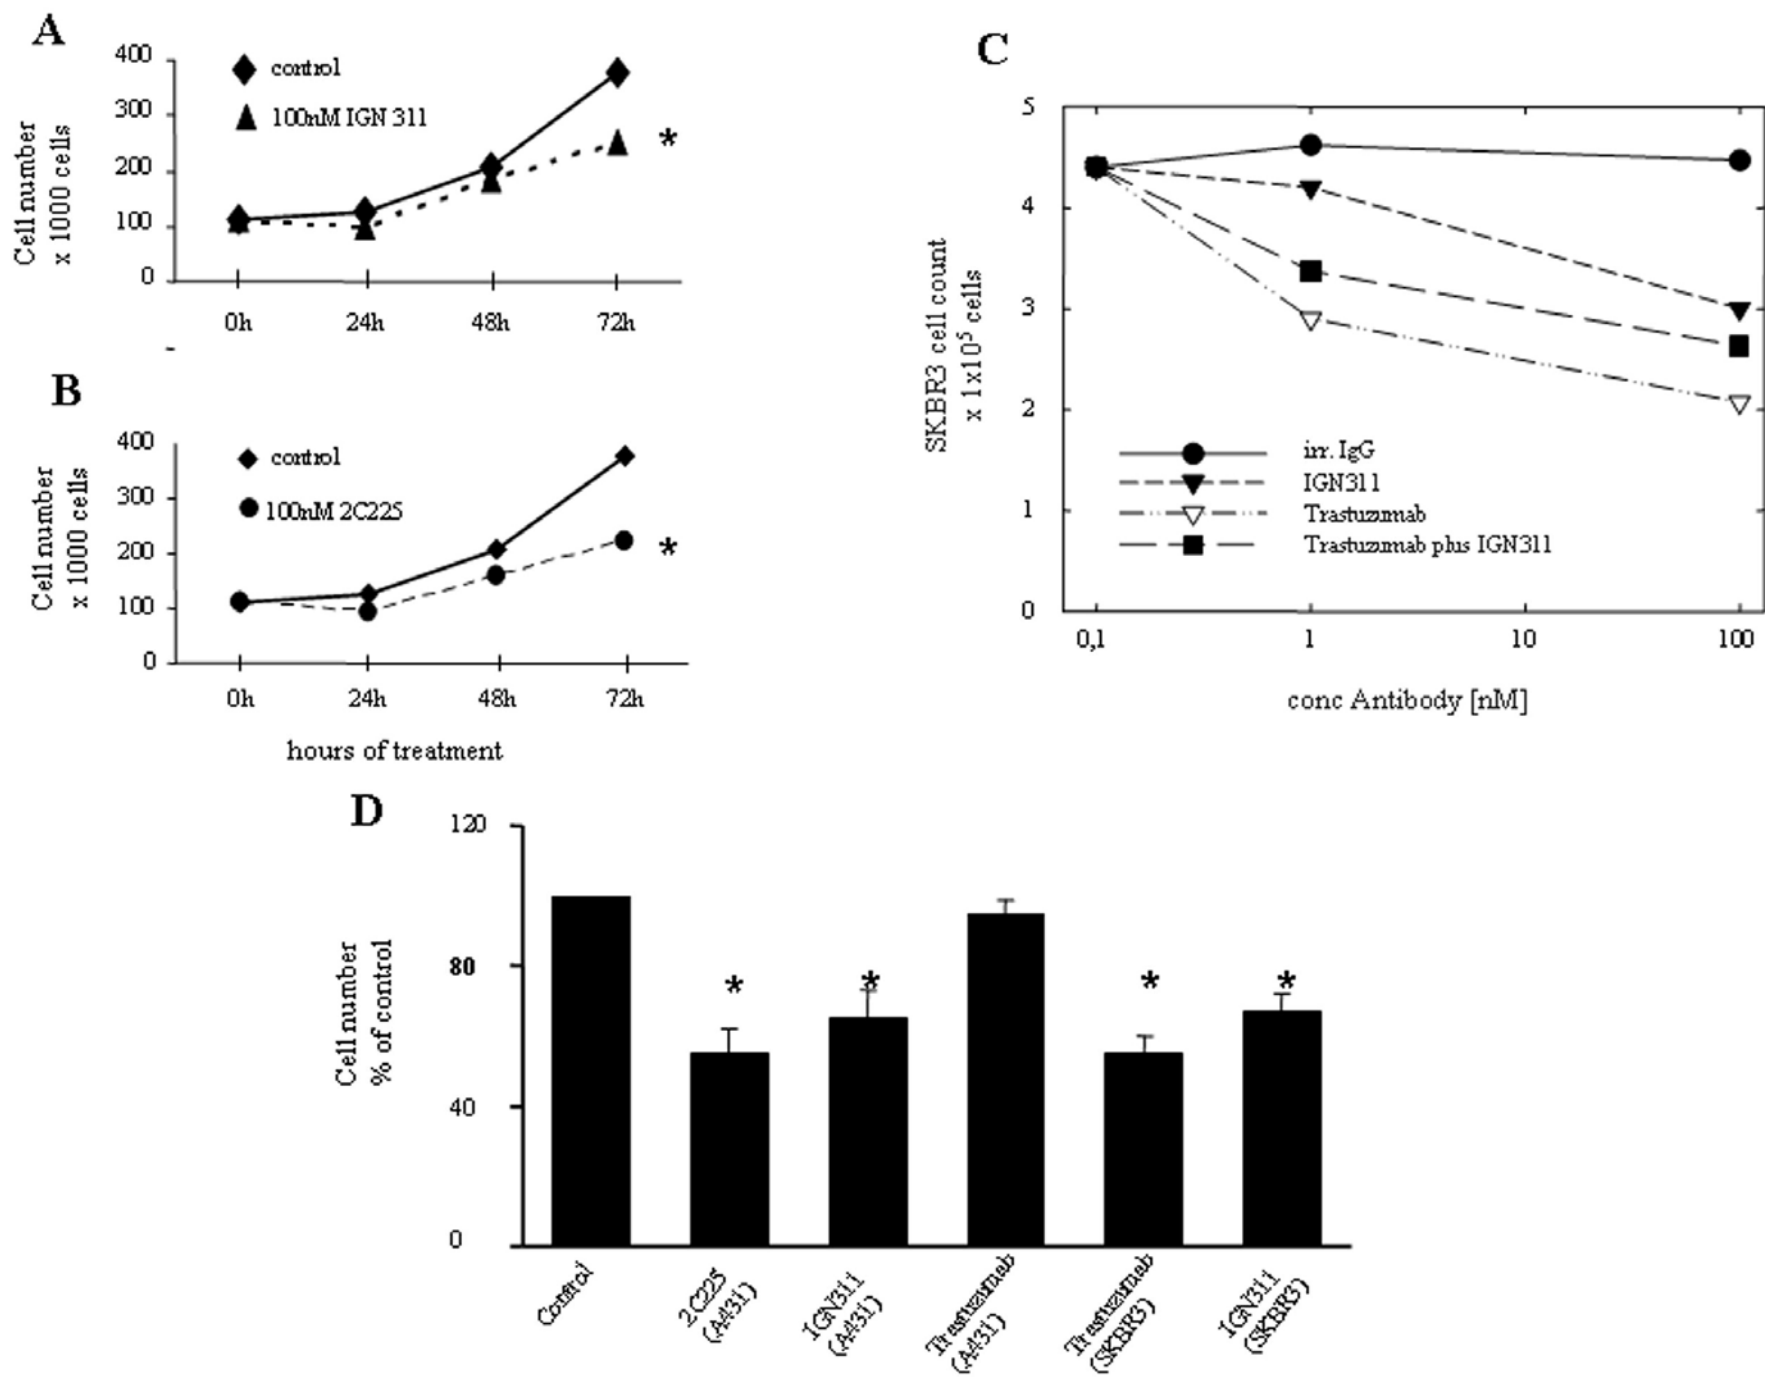 A
400
300
200
100
0
Cell number
x 1000 cells
control
100nM IGN 311
*
0h 24h 48h 72h
B
400
300
200
100
0
Cell number
x 1000 cells
control
100nM 2C225
*
0h 24h 48h 72h
hours of treatment
C
5
4
3
2
1
0
SKBR3 cell count
x 1x10⁵ cells
irr. IgG
IGN311
Trastuzumab
Trastuzumab plus IGN311
0,1 1 10 100
conc Antibody [nM]
D
120
80
40
0
Cell number
% of control
* * * *
Control
2C225
(A431)
IGN311
(A431)
Trastuzumab
(A431)
Trastuzumab
(SKBR3)
IGN311
(SKBR3)